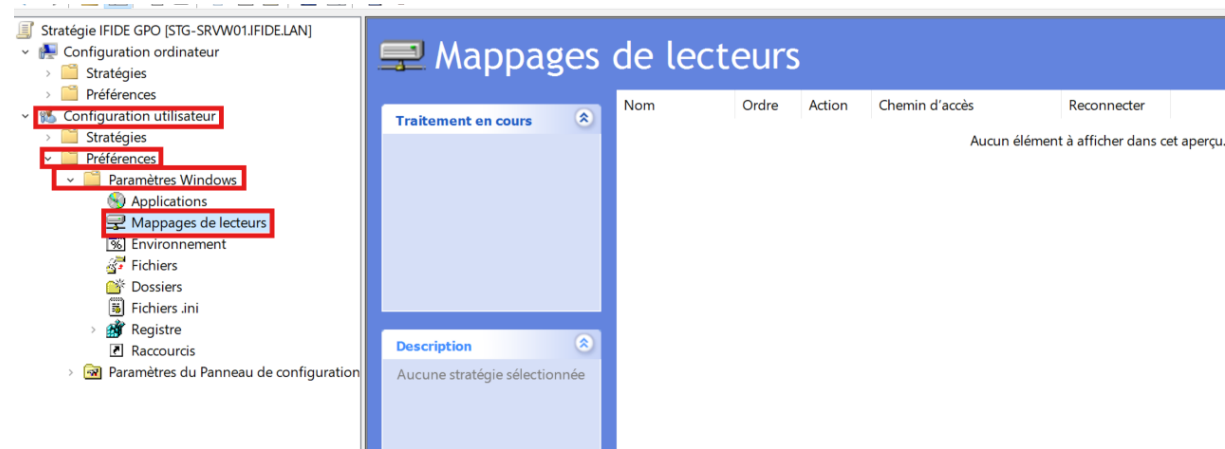 Stratégie IFIDE GPO [STG-SRVW01.IFIDE.LAN]
Configuration ordinateur
Stratégies
Préférences
Configuration utilisateur
Stratégies
Préférences
Paramètres Windows
Applications
Mappages de lecteurs
Environnement
Fichiers
Dossiers
Fichiers .ini
Registre
Raccourcis
Paramètres du Panneau de configuration
Mappages de lecteurs
Traitement en cours
Description
Aucune stratégie sélectionnée
Nom Ordre Action Chemin d'accès Reconnecter
Aucun élément à afficher dans cet aperçu.